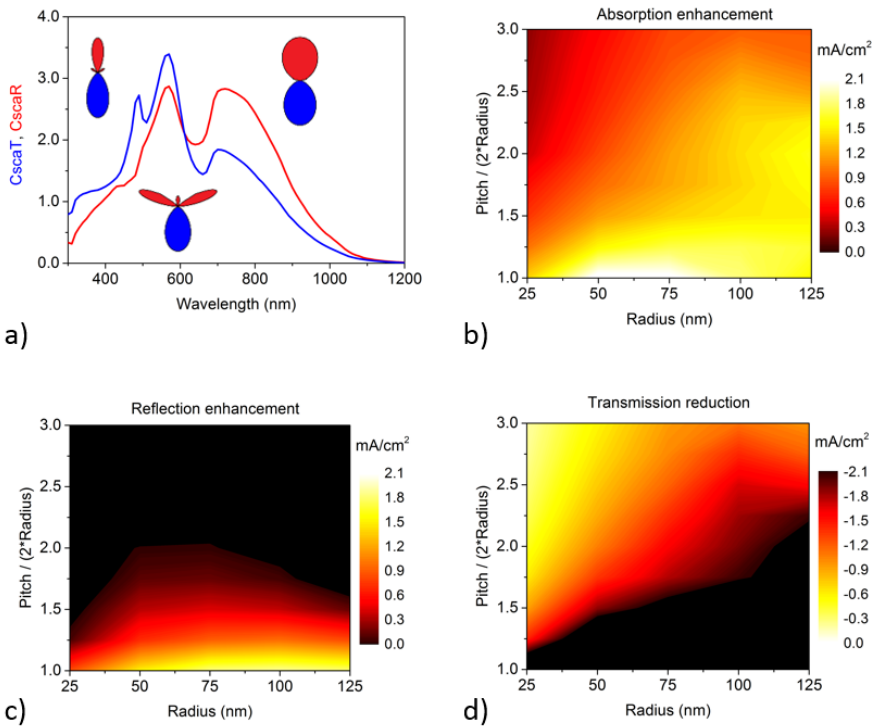 CscaT, CscaR
4.0
3.0
2.0
1.0
0.0
400 600 800 1000 1200
Wavelength (nm)
a)
Absorption enhancement
Pitch / (2*Radius)
3.0
2.5
2.0
1.5
1.0
25 50 75 100 125
Radius (nm)
mA/cm²
2.1
1.8
1.5
1.2
0.9
0.6
0.3
0.0
b)
Reflection enhancement
Pitch / (2*Radius)
3.0
2.5
2.0
1.5
1.0
25 50 75 100 125
Radius (nm)
mA/cm²
2.1
1.8
1.5
1.2
0.9
0.6
0.3
0.0
c)
Transmission reduction
Pitch / (2*Radius)
3.0
2.5
2.0
1.5
1.0
25 50 75 100 125
Radius (nm)
mA/cm²
-2.1
-1.8
-1.5
-1.2
-0.9
-0.6
-0.3
0.0
d)